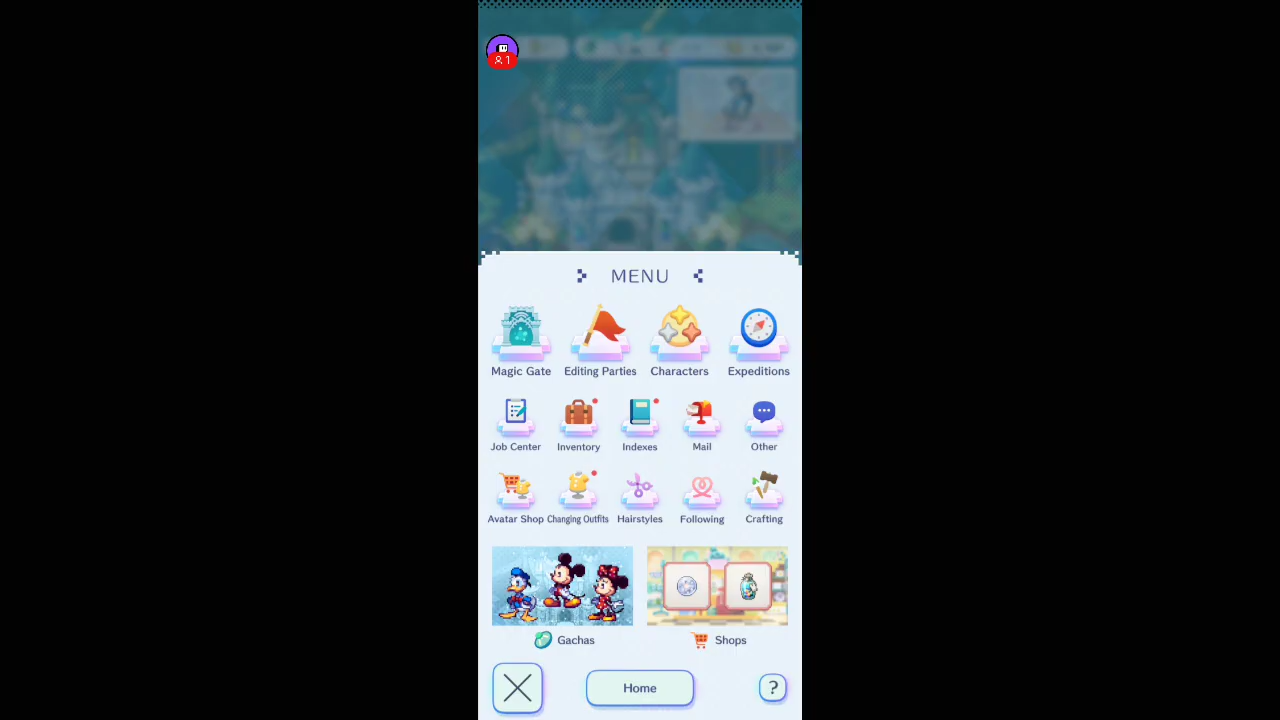 1
MENU
Magic Gate Editing Parties Characters Expeditions
Job Center Inventory Indexes Mail Other
Avatar Shop Changing Outfits Hairstyles Following Crafting
Gachas Shops
Home ?